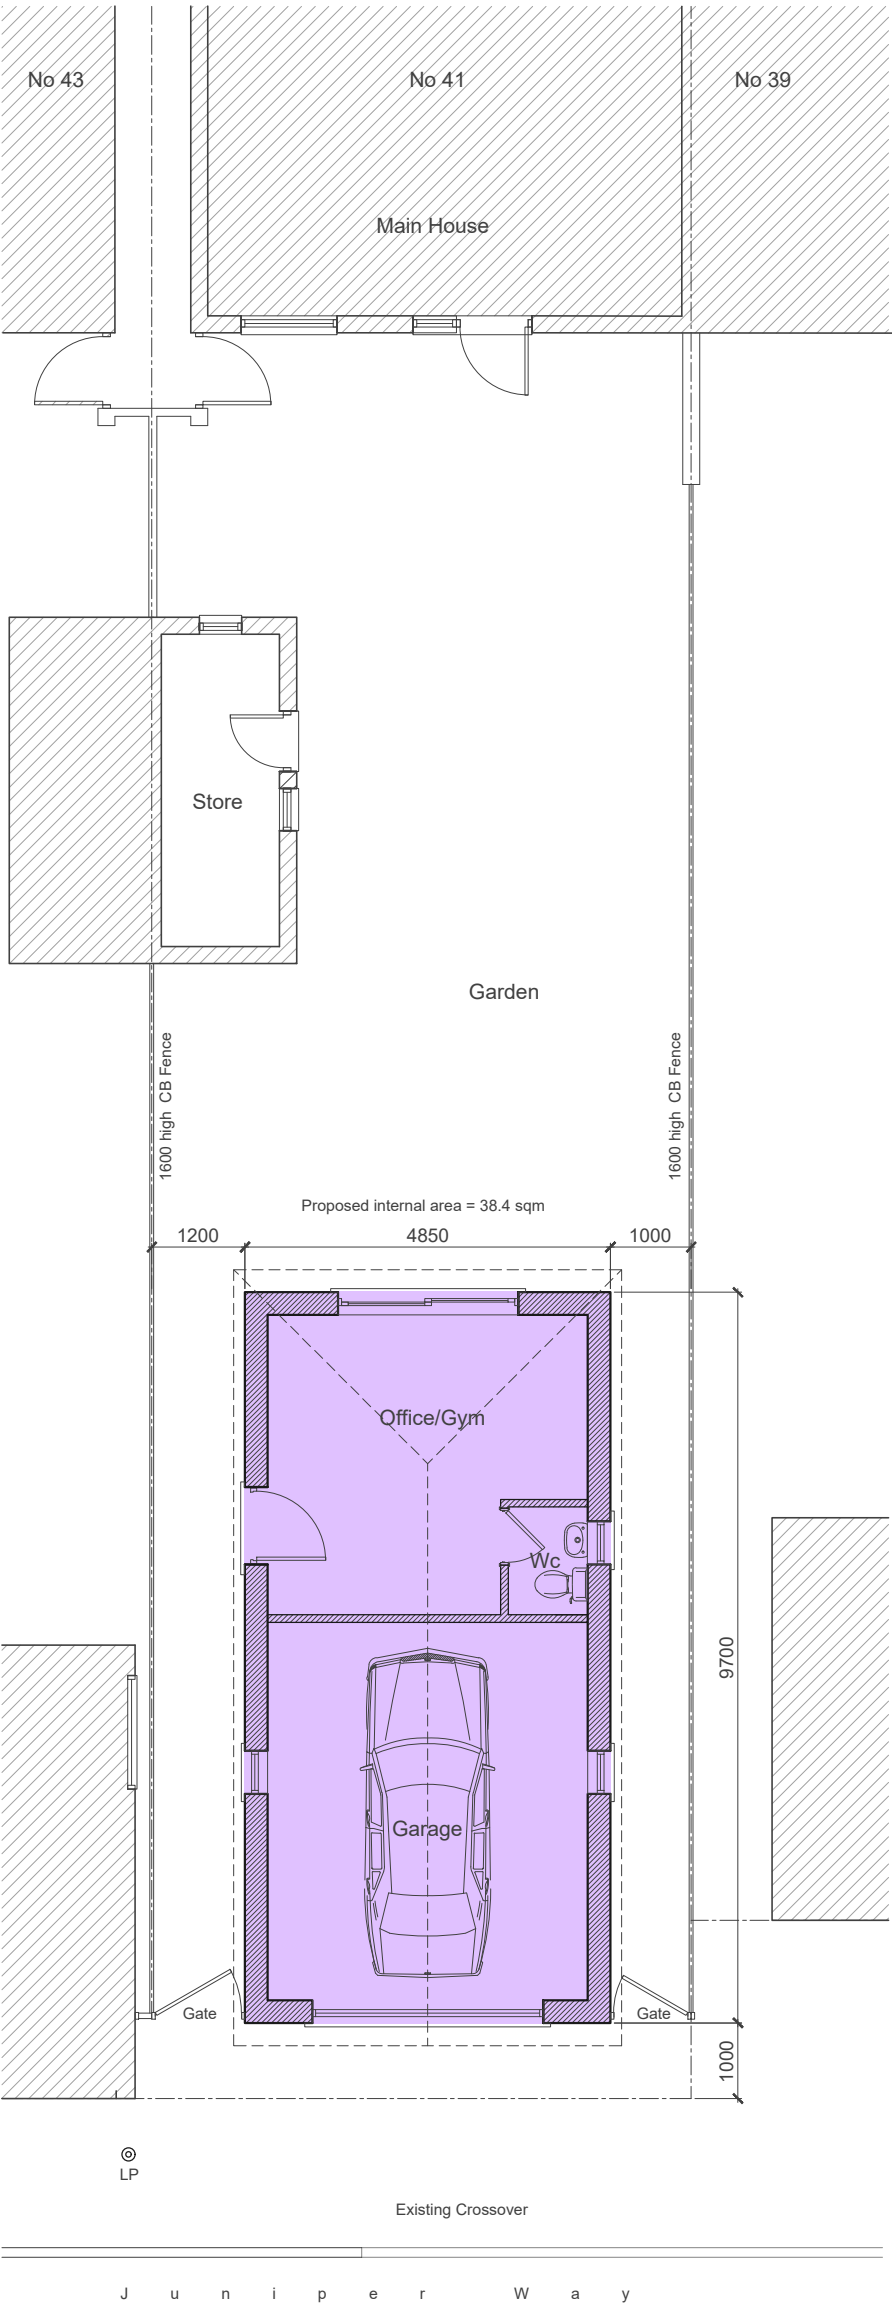 No 43
No 41
No 39
Main House
Store
Garden
1600 high CB Fence
1600 high CB Fence
Proposed internal area = 38.4 sqm
1200
4850
1000
Office/Gym
Wc
9700
Garage
Gate
Gate
1000
LP
Existing Crossover
Juniper Way